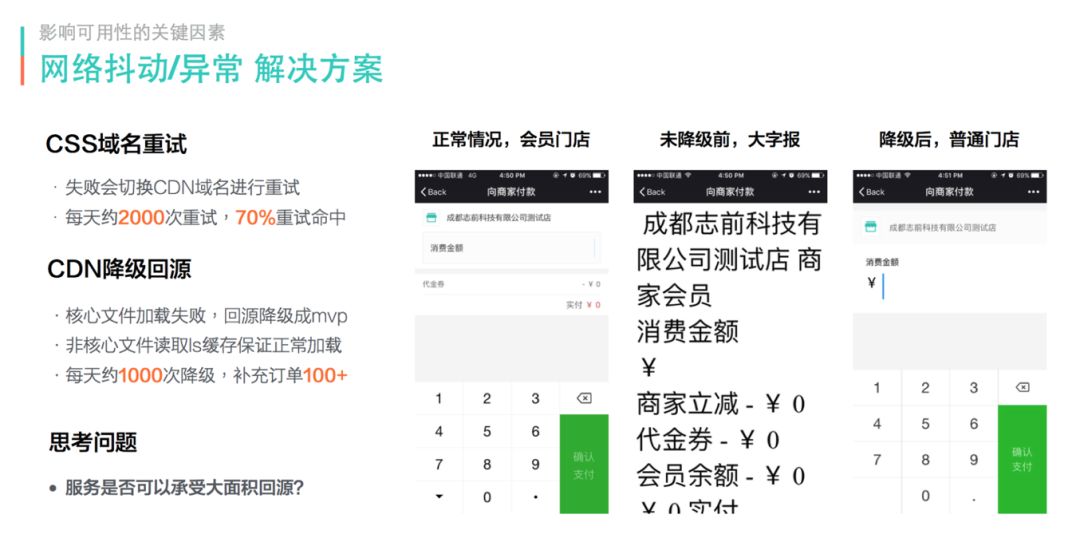 影响可用性的关键因素
网络抖动/异常 解决方案
CSS域名重试
· 失败会切换CDN域名进行重试
· 每天约2000次重试，70%重试命中
CDN降级回源
· 核心文件加载失败，回源降级成mvp
· 非核心文件读取ls缓存保证正常加载
· 每天约1000次降级，补充订单100+
思考问题
• 服务是否可以承受大面积回源？
正常情况，会员门店
中国联通 4G 4:50 PM 69%
Back 向商家付款 •••
成都志前科技有限公司测试店
消费金额
代金券 - ¥ 0
实付 ¥ 0
1 2 3
4 5 6
7 8 9
0 .
确认
支付
未降级前，大字报
中国联通 4:50 PM 69%
Back 向商家付款 •••
成都志前科技有
限公司测试店 商
家会员
消费金额
¥
商家立减 - ¥ 0
代金券 - ¥ 0
会员余额 - ¥ 0
¥ 0 实付
降级后，普通门店
中国联通 4:51 PM 69%
Back 向商家付款 •••
成都志前科技有限公司测试店
消费金额
¥
1 2 3
4 5 6
7 8 9
0 .
确认
支付